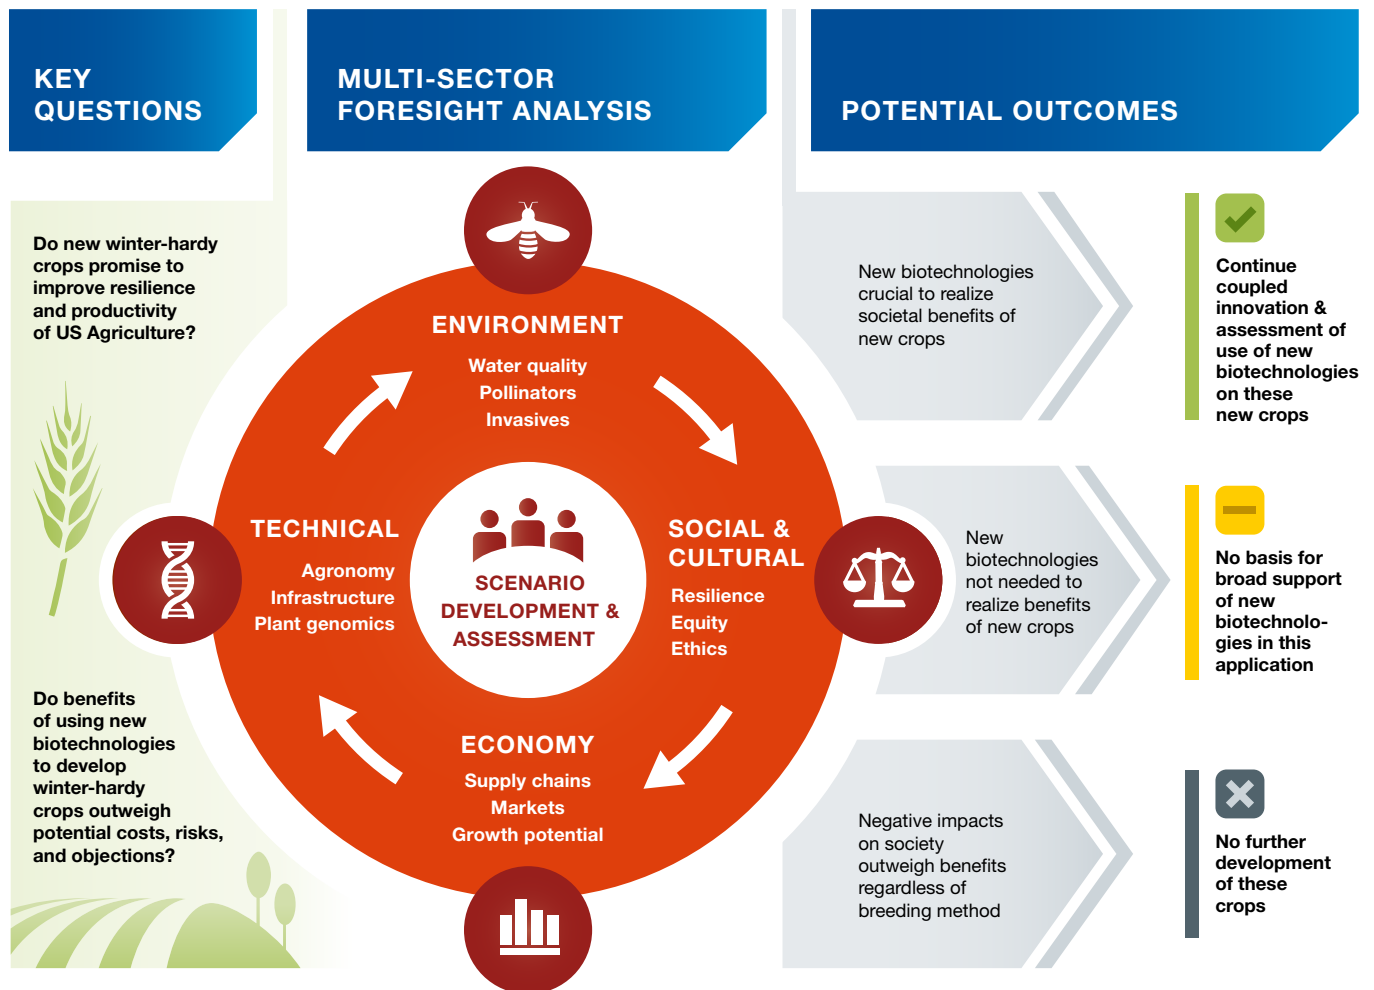 KEY
QUESTIONS
Do new winter-hardy
crops promise to
improve resilience
and productivity
of US Agriculture?
Do benefits
of using new
biotechnologies
to develop
winter-hardy
crops outweigh
potential costs, risks,
and objections?
MULTI-SECTOR
FORESIGHT ANALYSIS
ENVIRONMENT
Water quality
Pollinators
Invasives
TECHNICAL
Agronomy
Infrastructure
Plant genomics
SCENARIO
DEVELOPMENT &
ASSESSMENT
SOCIAL &
CULTURAL
Resilience
Equity
Ethics
ECONOMY
Supply chains
Markets
Growth potential
POTENTIAL OUTCOMES
New biotechnologies
crucial to realize
societal benefits of
new crops
Continue
coupled
innovation &
assessment of
use of new
biotechnologies
on these
new crops
New
biotechnologies
not needed to
realize benefits
of new crops
No basis for
broad support
of new
biotechnolo-
gies in this
application
Negative impacts
on society
outweigh benefits
regardless of
breeding method
No further
development
of these
crops